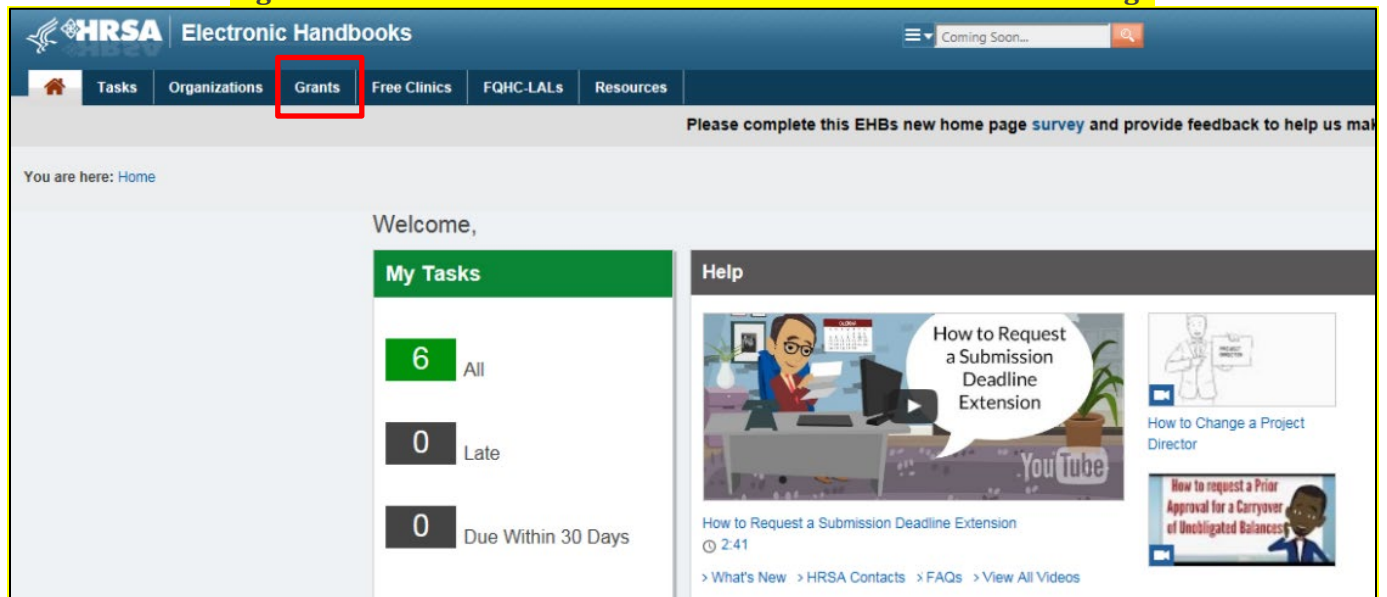 HRSA Electronic Handbooks
Coming Soon...
Tasks Organizations Grants Free Clinics FQHC-LALs Resources
Please complete this EHBs new home page survey and provide feedback to help us
You are here: Home
Welcome,
My Tasks
6 All
0 Late
0 Due Within 30 Days
Help
How to Request
a Submission
Deadline
Extension
YouTube
How to Request a Submission Deadline Extension
2:41
> What's New > HRSA Contacts > FAQs > View All Videos
PROJECT
DIRECTOR
How to Change a Project
Director
How to request a Prior
Approval for a Carryover
of Unobligated Balances